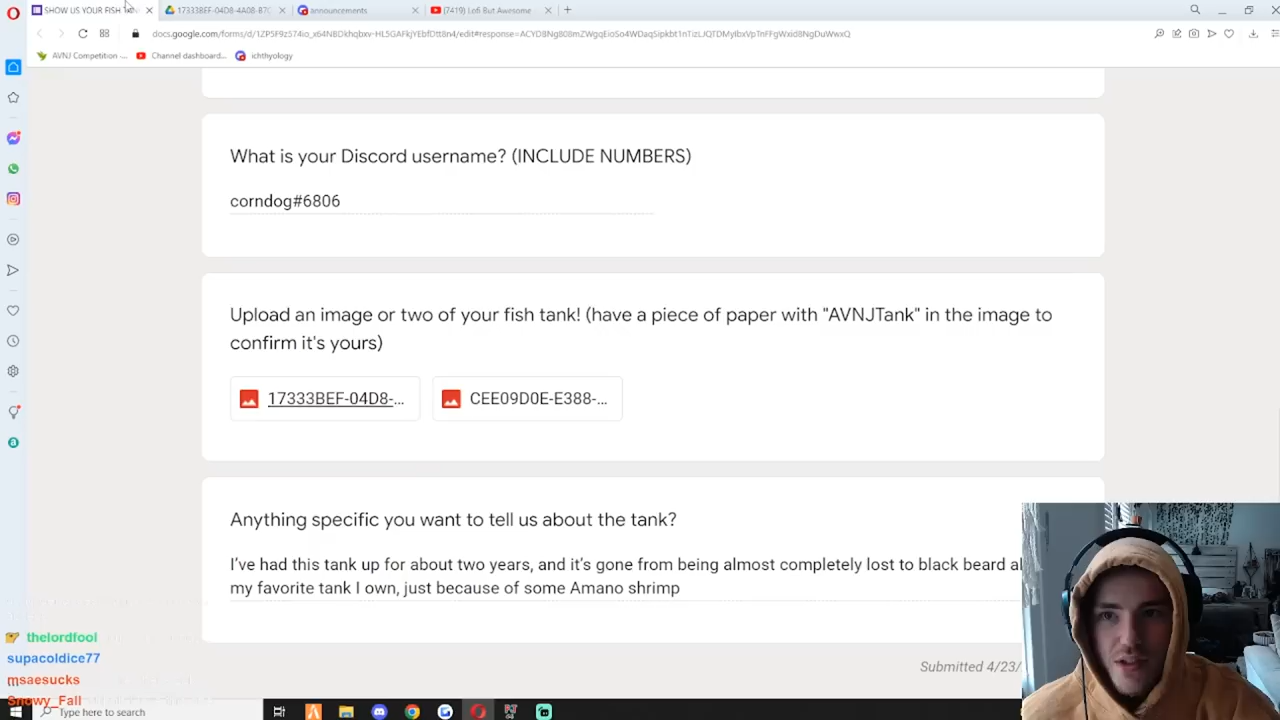 SHOW US YOUR FISH
17333BEF-04D8-4A0B-B7
announcements
(7419) Lofi But Awesome
AVNJ Competition -...
Channel dashboard...
ichthyology
What is your Discord username? (INCLUDE NUMBERS)
corndog#6806
Upload an image or two of your fish tank! (have a piece of paper with "AVNJTank" in the image to
confirm it's yours)
17333BEF-04D8-...
CEE09D0E-E388-...
Anything specific you want to tell us about the tank?
I've had this tank up for about two years, and it's gone from being almost completely lost to black beard al
my favorite tank I own, just because of some Amano shrimp
Submitted 4/23/
thelordfool
supacoldice77
msaesucks
Snowy_Fall
Type here to search